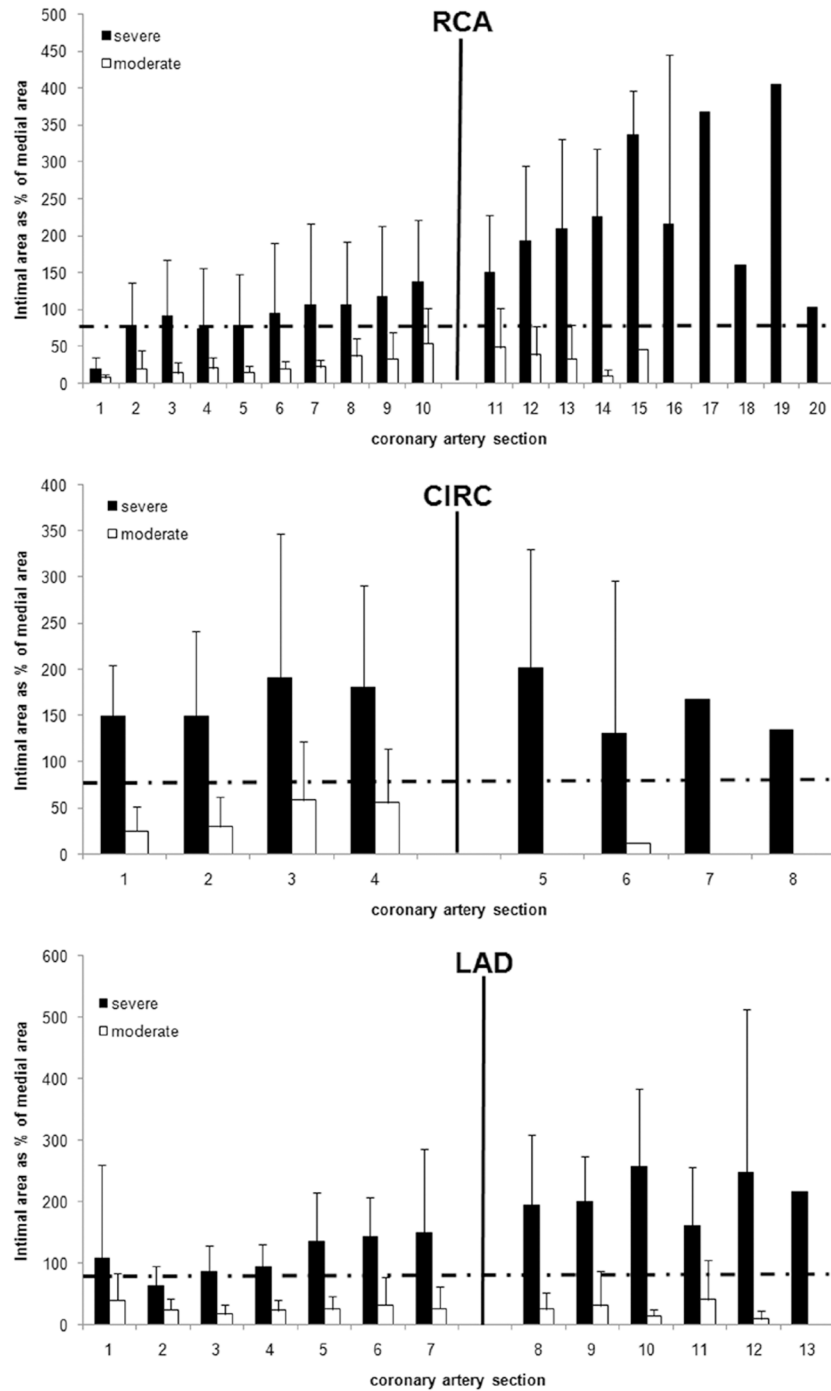 RCA
severe
moderate
Intimal area as % of medial area
500
450
400
350
300
250
200
150
100
50
0
1 2 3 4 5 6 7 8 9 10 11 12 13 14 15 16 17 18 19 20
coronary artery section
CIRC
severe
moderate
Intimal area as % of medial area
400
350
300
250
200
150
100
50
0
1 2 3 4 5 6 7 8
coronary artery section
LAD
severe
moderate
Intimal area as % of medial area
600
500
400
300
200
100
0
1 2 3 4 5 6 7 8 9 10 11 12 13
coronary artery section